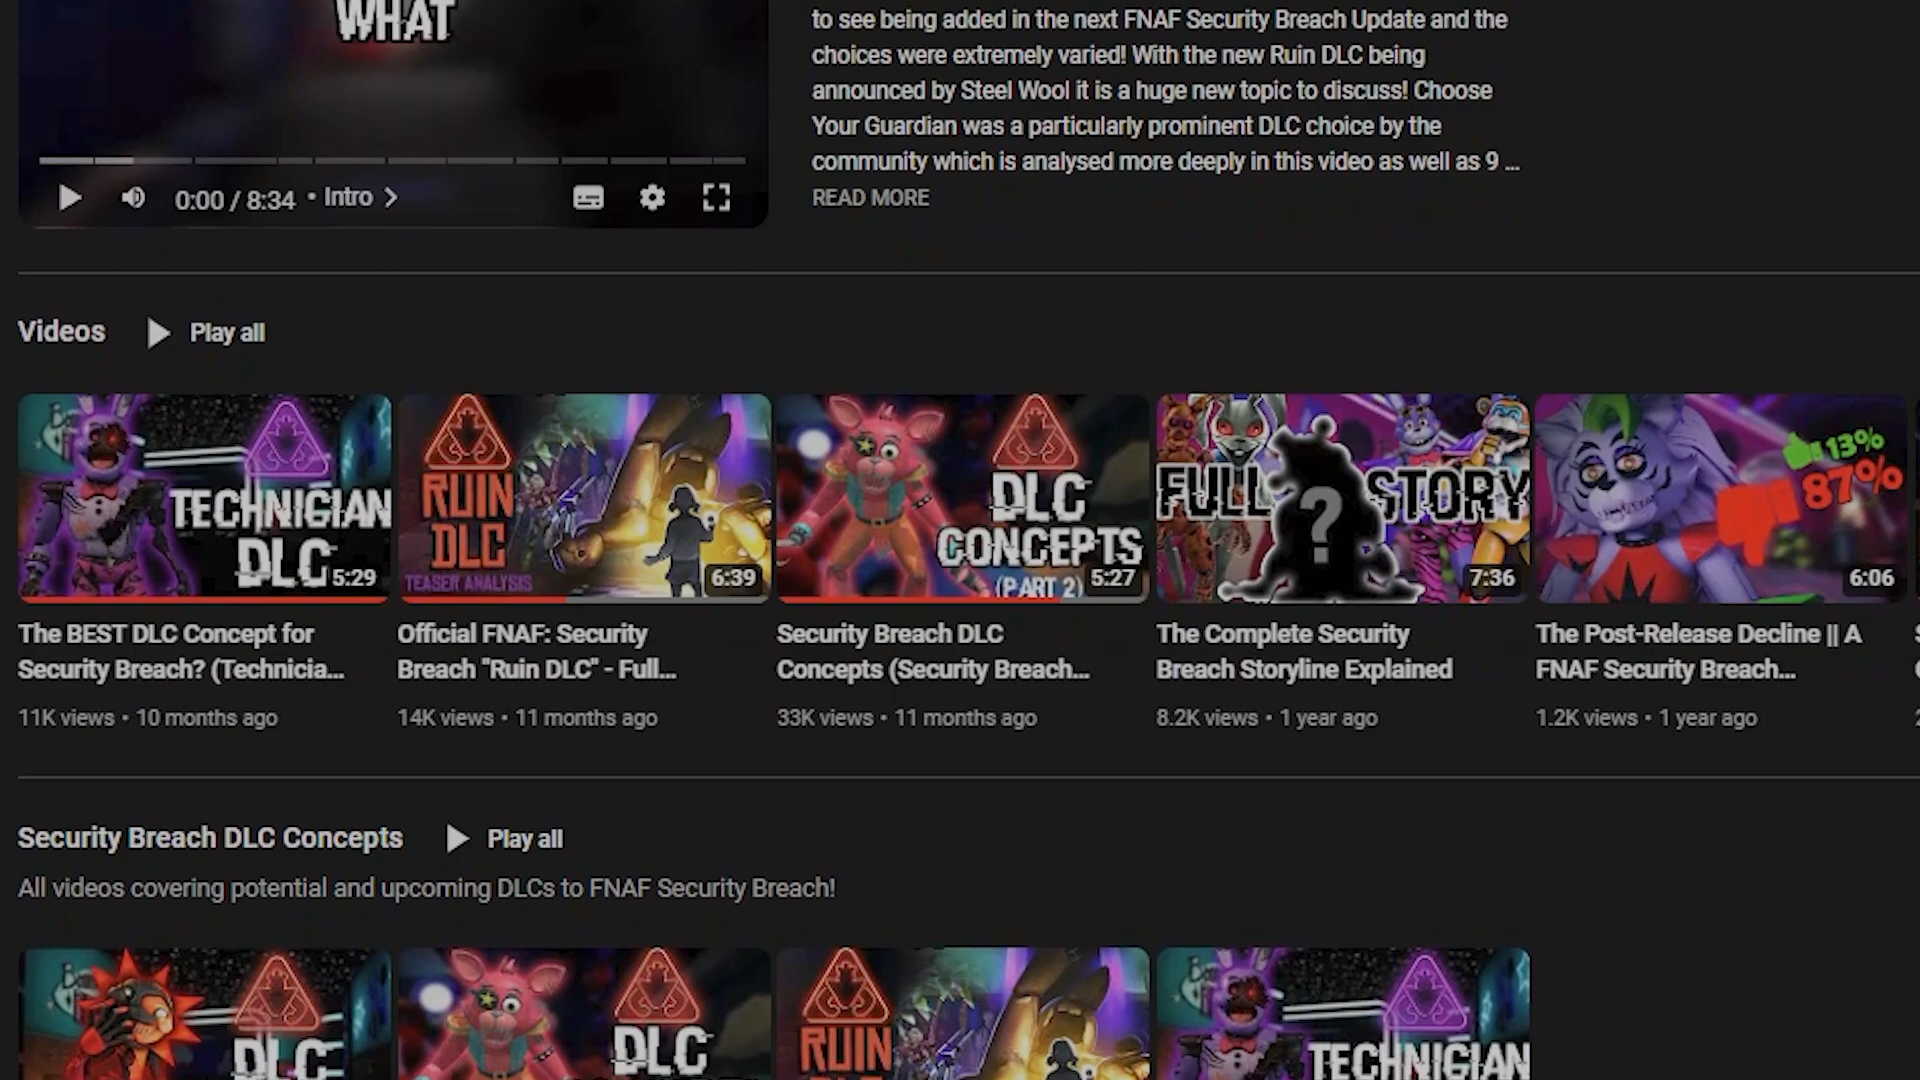 WHAT
to see being added in the next FNAF Security Breach Update and the
choices were extremely varied! With the new Ruin DLC being
announced by Steel Wool it is a huge new topic to discuss! Choose
Your Guardian was a particularly prominent DLC choice by the
community which is analysed more deeply in this video as well as 9 ...
READ MORE
0:00 / 8:34 • Intro
Videos
Play all
TECHNICIAN
DLC
5:29
RUIN
DLC
TEASER ANALYSIS
6:39
DLC
CONCEPTS
(PART 2)
5:27
FULL ? STORY
7:36
13%
87%
6:06
The BEST DLC Concept for
Security Breach? (Technicia...
11K views • 10 months ago
Official FNAF: Security
Breach "Ruin DLC" - Full...
14K views • 11 months ago
Security Breach DLC
Concepts (Security Breach...
33K views • 11 months ago
The Complete Security
Breach Storyline Explained
8.2K views • 1 year ago
The Post-Release Decline || A
FNAF Security Breach...
1.2K views • 1 year ago
Security Breach DLC Concepts
Play all
All videos covering potential and upcoming DLCs to FNAF Security Breach!
DLC
DLC
RUIN
TECHNICIAN